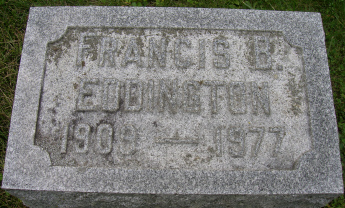 FRANCIS B.
EDDINGTON
1909 — 1977